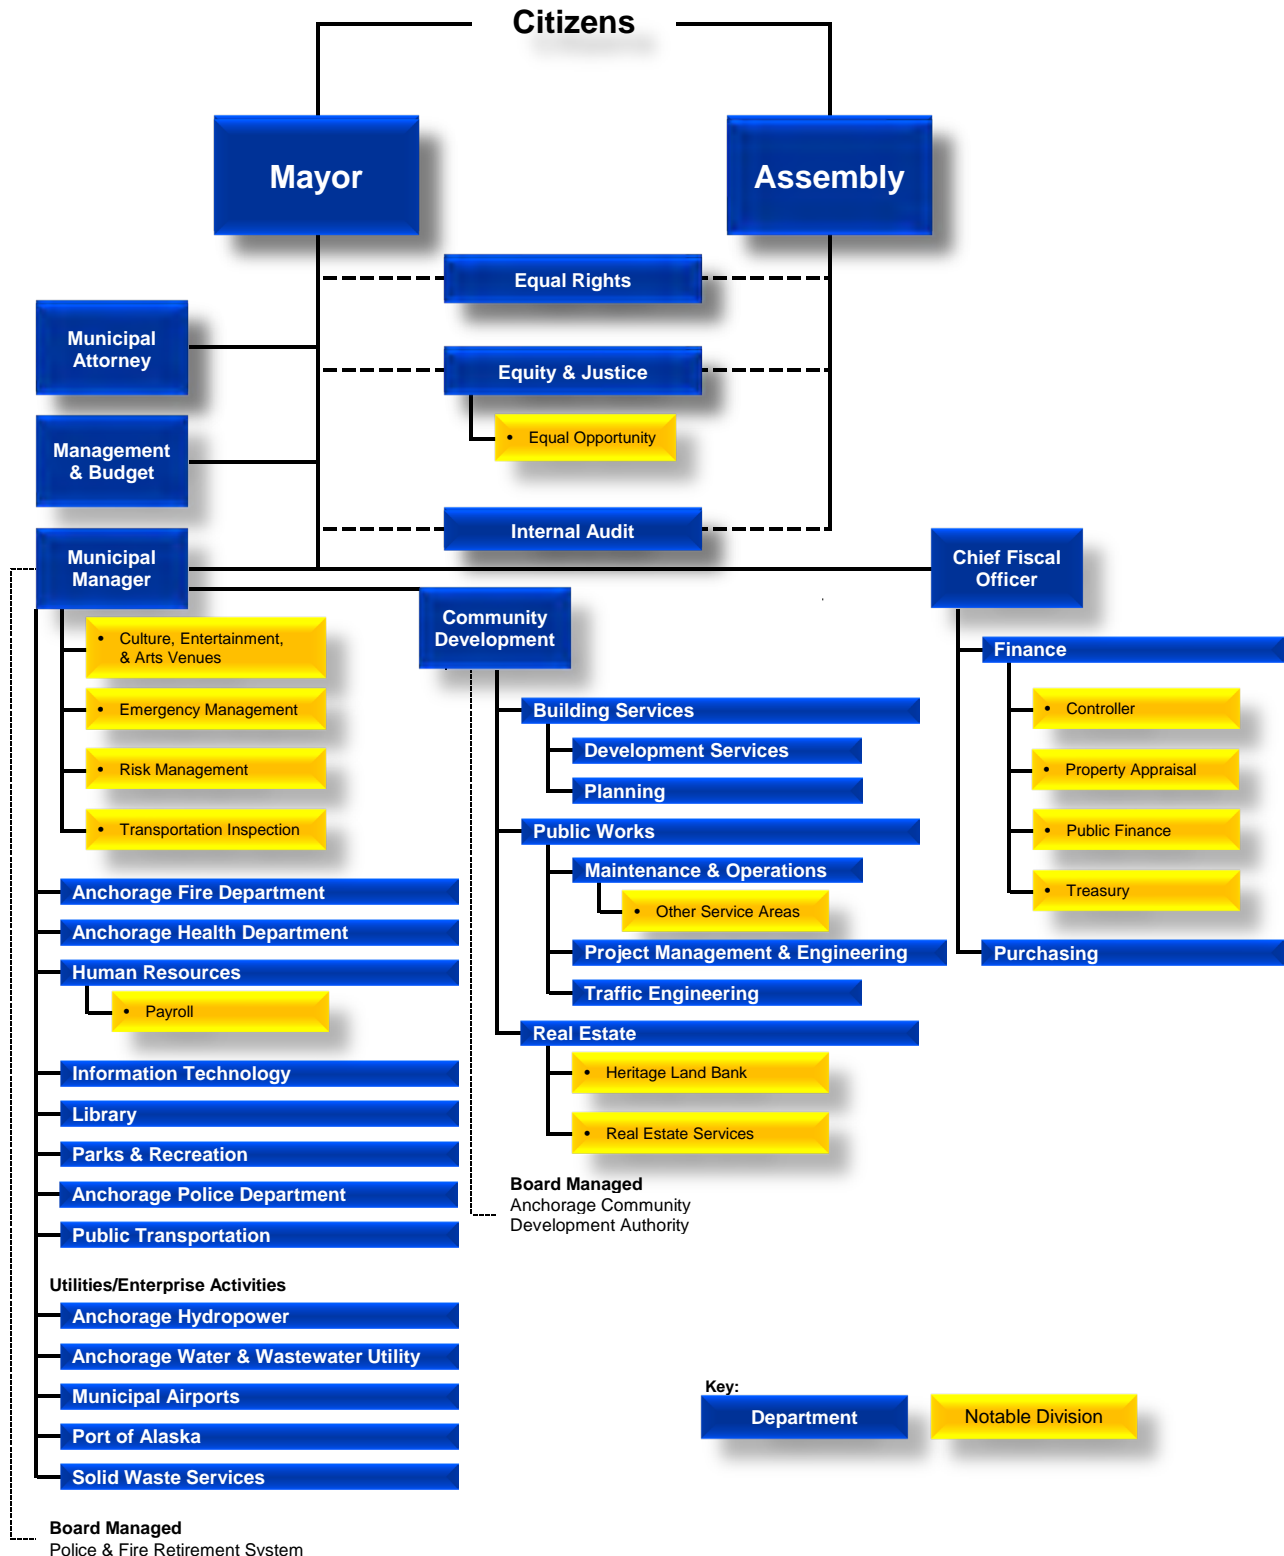 Citizens
Mayor
Assembly
Equal Rights
Municipal
Attorney
Equity & Justice
• Equal Opportunity
Management
& Budget
Internal Audit
Municipal
Manager
Chief Fiscal
Officer
Community
Development
• Culture, Entertainment,
& Arts Venues
• Emergency Management
• Risk Management
• Transportation Inspection
Anchorage Fire Department
Anchorage Health Department
Human Resources
• Payroll
Information Technology
Library
Parks & Recreation
Anchorage Police Department
Public Transportation
Utilities/Enterprise Activities
Anchorage Hydropower
Anchorage Water & Wastewater Utility
Municipal Airports
Port of Alaska
Solid Waste Services
Board Managed
Police & Fire Retirement System
Building Services
Development Services
Planning
Public Works
Maintenance & Operations
• Other Service Areas
Project Management & Engineering
Traffic Engineering
Real Estate
• Heritage Land Bank
• Real Estate Services
Board Managed
Anchorage Community
Development Authority
Finance
• Controller
• Property Appraisal
• Public Finance
• Treasury
Purchasing
Key:
Department
Notable Division